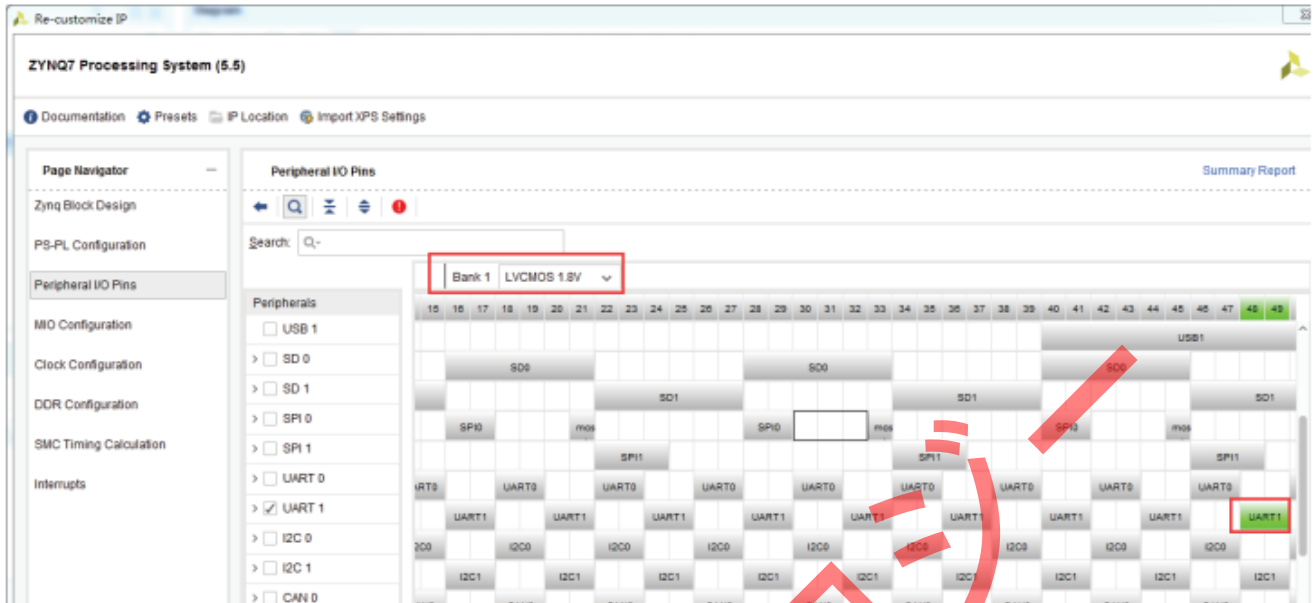 Re-customize IP
ZYNQ7 Processing System (5.5)
Documentation Presets IP Location Import XPS Settings
Page Navigator
Zynq Block Design
PS-PL Configuration
Peripheral I/O Pins
MIO Configuration
Clock Configuration
DDR Configuration
SMC Timing Calculation
Interrupts
Peripheral I/O Pins Summary Report
Search: Q-
Bank 1 LVCMOS 1.8V
Peripherals 15 16 17 18 19 20 21 22 23 24 25 26 27 28 29 30 31 32 33 34 35 36 37 38 39 40 41 42 43 44 45 46 47 48 49
USB 1 USB1
SD 0 SD0 SD0 SD0
SD 1 SD1 SD1 SD1
SPI 0 SPI0 mos SPI0 mos SPI0 mos
SPI 1 SPI1 SPI1 SPI1
UART 0 ART0 UART0 UART0 UART0 UART0 UART0 UART0 UART0 UART0
UART 1 UART1 UART1 UART1 UART1 UART1 UART1 UART1 UART1 UART1
I2C 0 2C0 I2C0 I2C0 I2C0 I2C0 I2C0 I2C0 I2C0 I2C0
I2C 1 I2C1 I2C1 I2C1 I2C1 I2C1 I2C1 I2C1 I2C1 I2C1
CAN 0